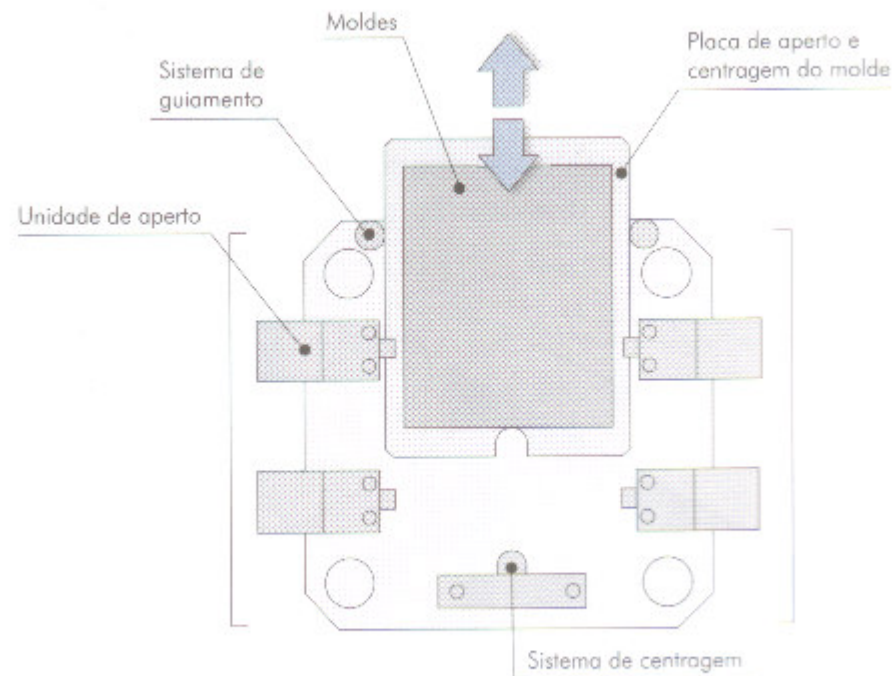 Moldes
Placa de aperto e
centragem do molde
Sistema de
guiamento
Unidade de aperto
Sistema de centragem